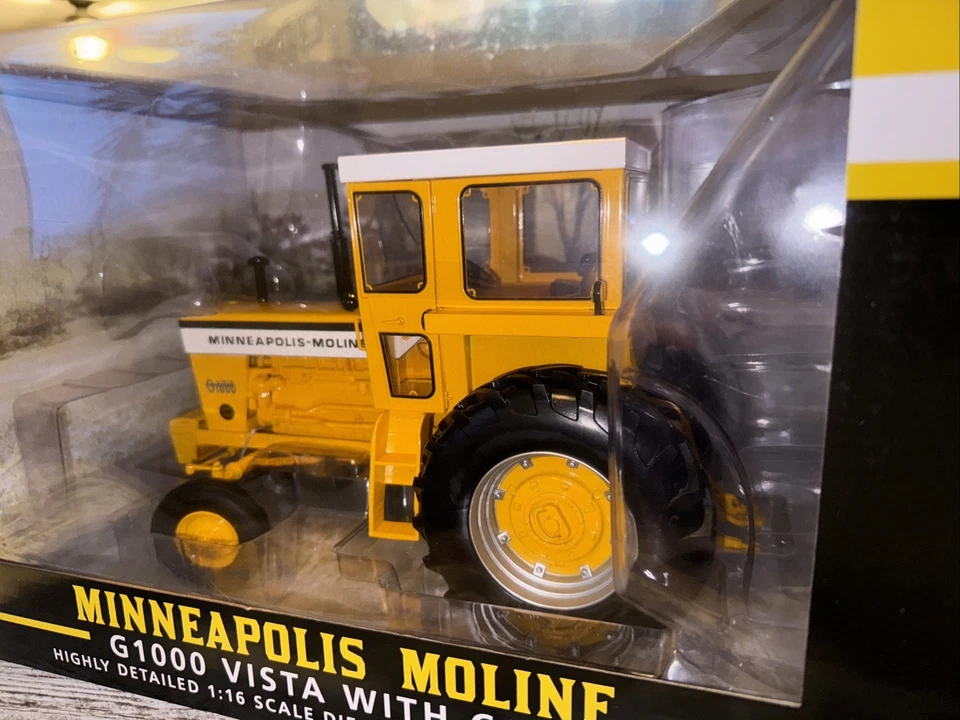 MINNEAPOLIS-MOLINE
G1000
MINNEAPOLIS MOLINE
G1000 VISTA WITH
HIGHLY DETAILED 1:16 SCALE